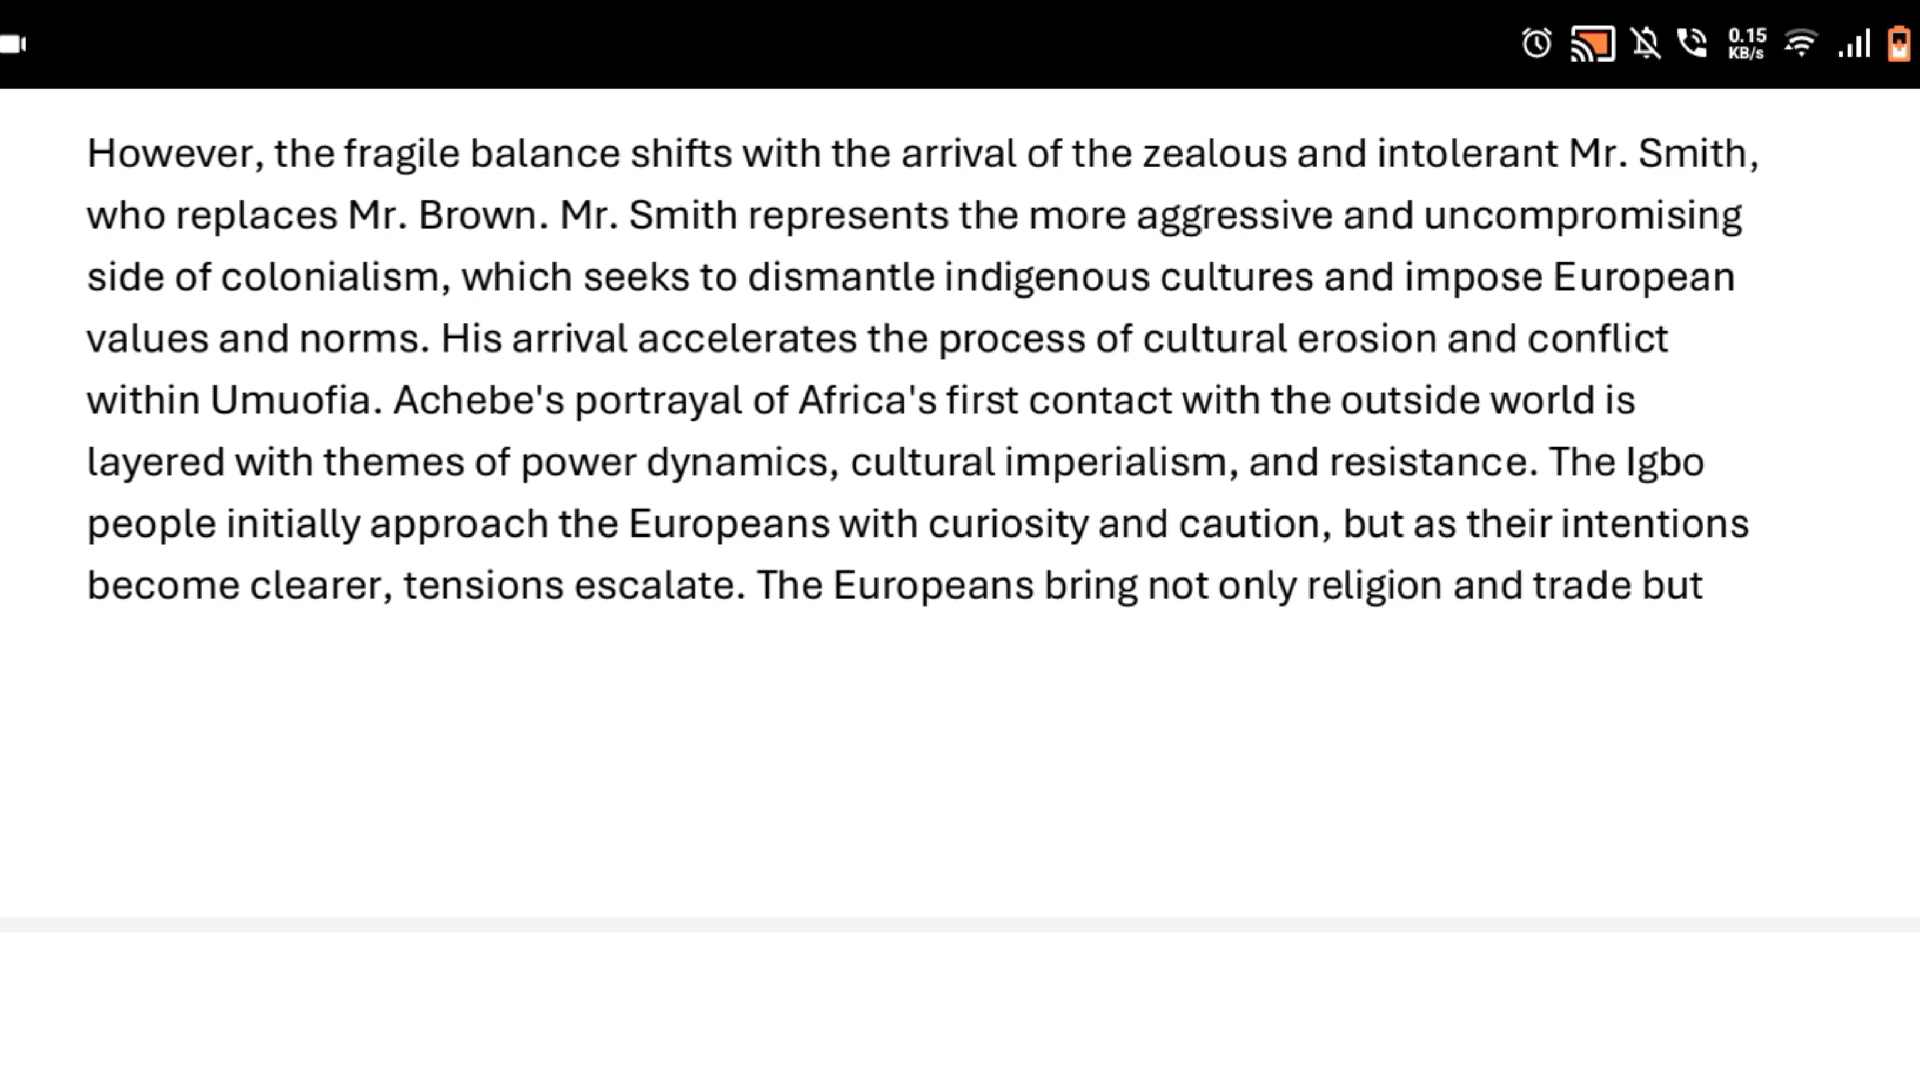 0.15
KB/s
However, the fragile balance shifts with the arrival of the zealous and intolerant Mr. Smith,
who replaces Mr. Brown. Mr. Smith represents the more aggressive and uncompromising
side of colonialism, which seeks to dismantle indigenous cultures and impose European
values and norms. His arrival accelerates the process of cultural erosion and conflict
within Umuofia. Achebe's portrayal of Africa's first contact with the outside world is
layered with themes of power dynamics, cultural imperialism, and resistance. The Igbo
people initially approach the Europeans with curiosity and caution, but as their intentions
become clearer, tensions escalate. The Europeans bring not only religion and trade but